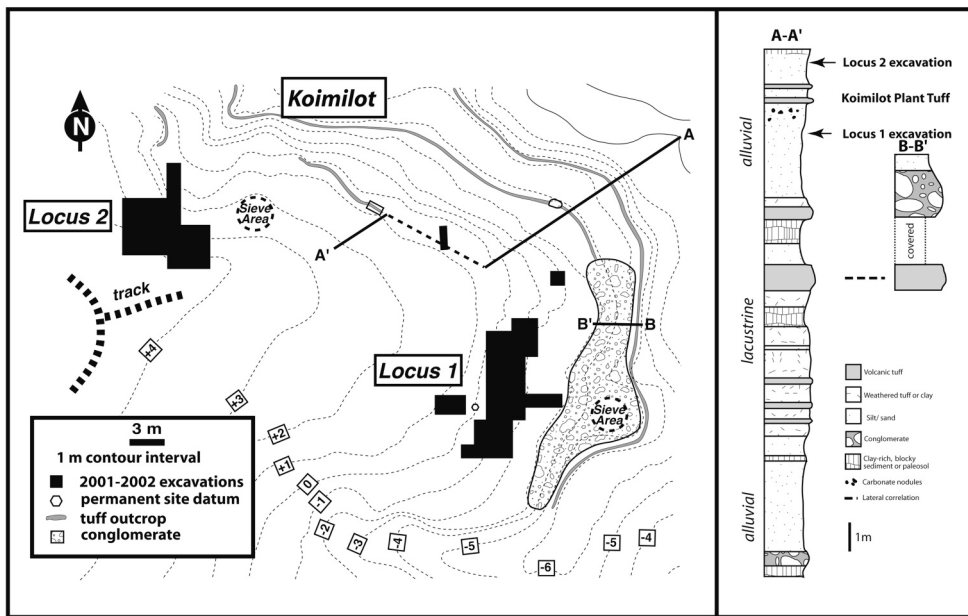 Koimilot
A
N
Locus 2
Sieve
Area
A'
track
+4
B'
B
Locus 1
Sieve
Area
+3
+2
+1
0
-1
-2
-3
-4
-5
-6
-5
-4
3 m
1 m contour interval
2001-2002 excavations
permanent site datum
tuff outcrop
conglomerate
A-A'
Locus 2 excavation
Koimilot Plant Tuff
Locus 1 excavation
B-B'
alluvial
covered
lacustrine
alluvial
Volcanic tuff
Weathered tuff or clay
Silt/ sand
Conglomerate
Clay-rich, blocky
sediment or paleosol
Carbonate nodules
Lateral correlation
1m